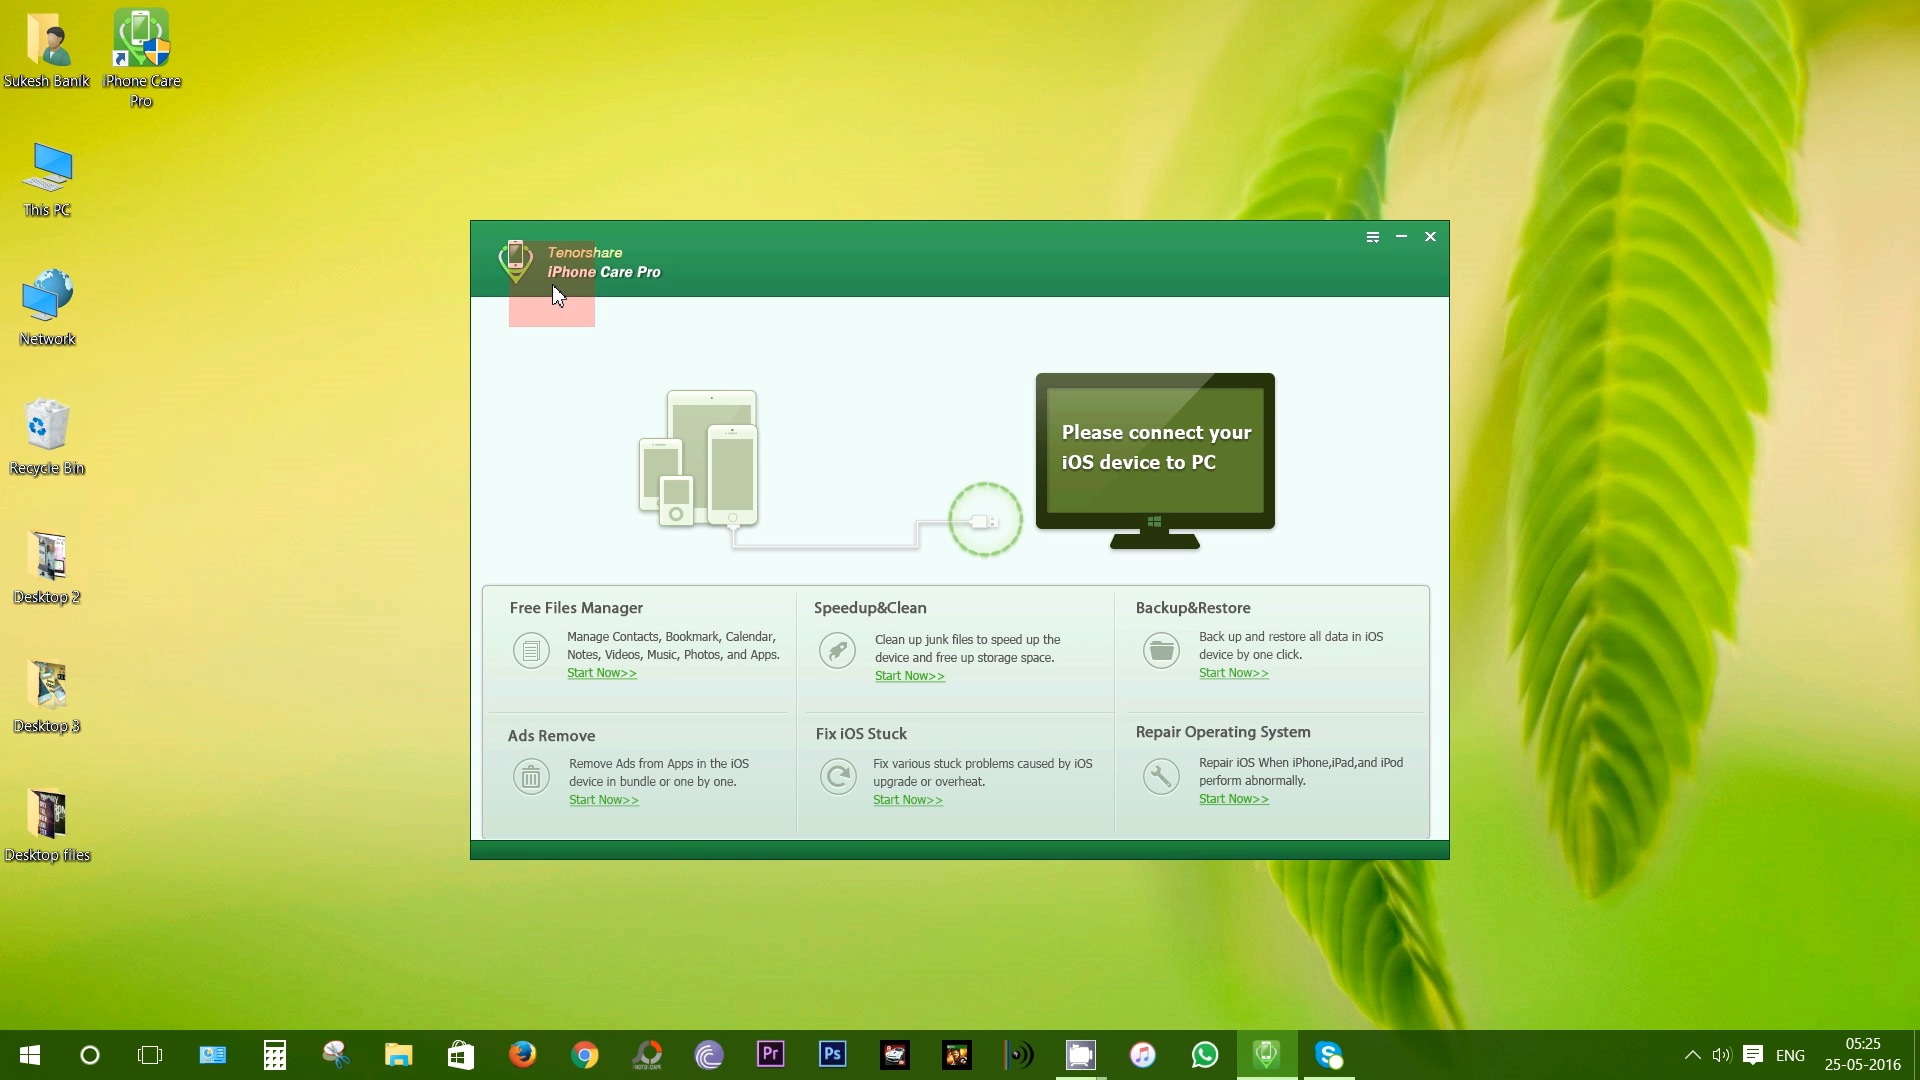 Sukesh Banik
iPhone Care
Pro
This PC
Network
Recycle Bin
Desktop 2
Desktop 3
Desktop files
Tenorshare
iPhone Care Pro
Please connect your
iOS device to PC
Free Files Manager
Manage Contacts, Bookmark, Calendar,
Notes, Videos, Music, Photos, ad Apps.
Start Now>>
Speedup&Clean
Clean up junk files to speed up the
device and free up storage space.
Start Now>>
Backup&Restore
Back up and restore all data in iOS
device by one click.
Start Now>>
Ads Remove
Remove Ads from Apps in the iOS
device in bundle or one by one.
Start Now>>
Fix iOS Stuck
Fix various stuck problems caused by iOS
upgrade or overheat.
Start Now>>
Repair Operating System
Repair iOS When iPhone,iPad,and iPod
perform abnormally.
Start Now>>
Pr
Ps
ENG
05:25
25-05-2016